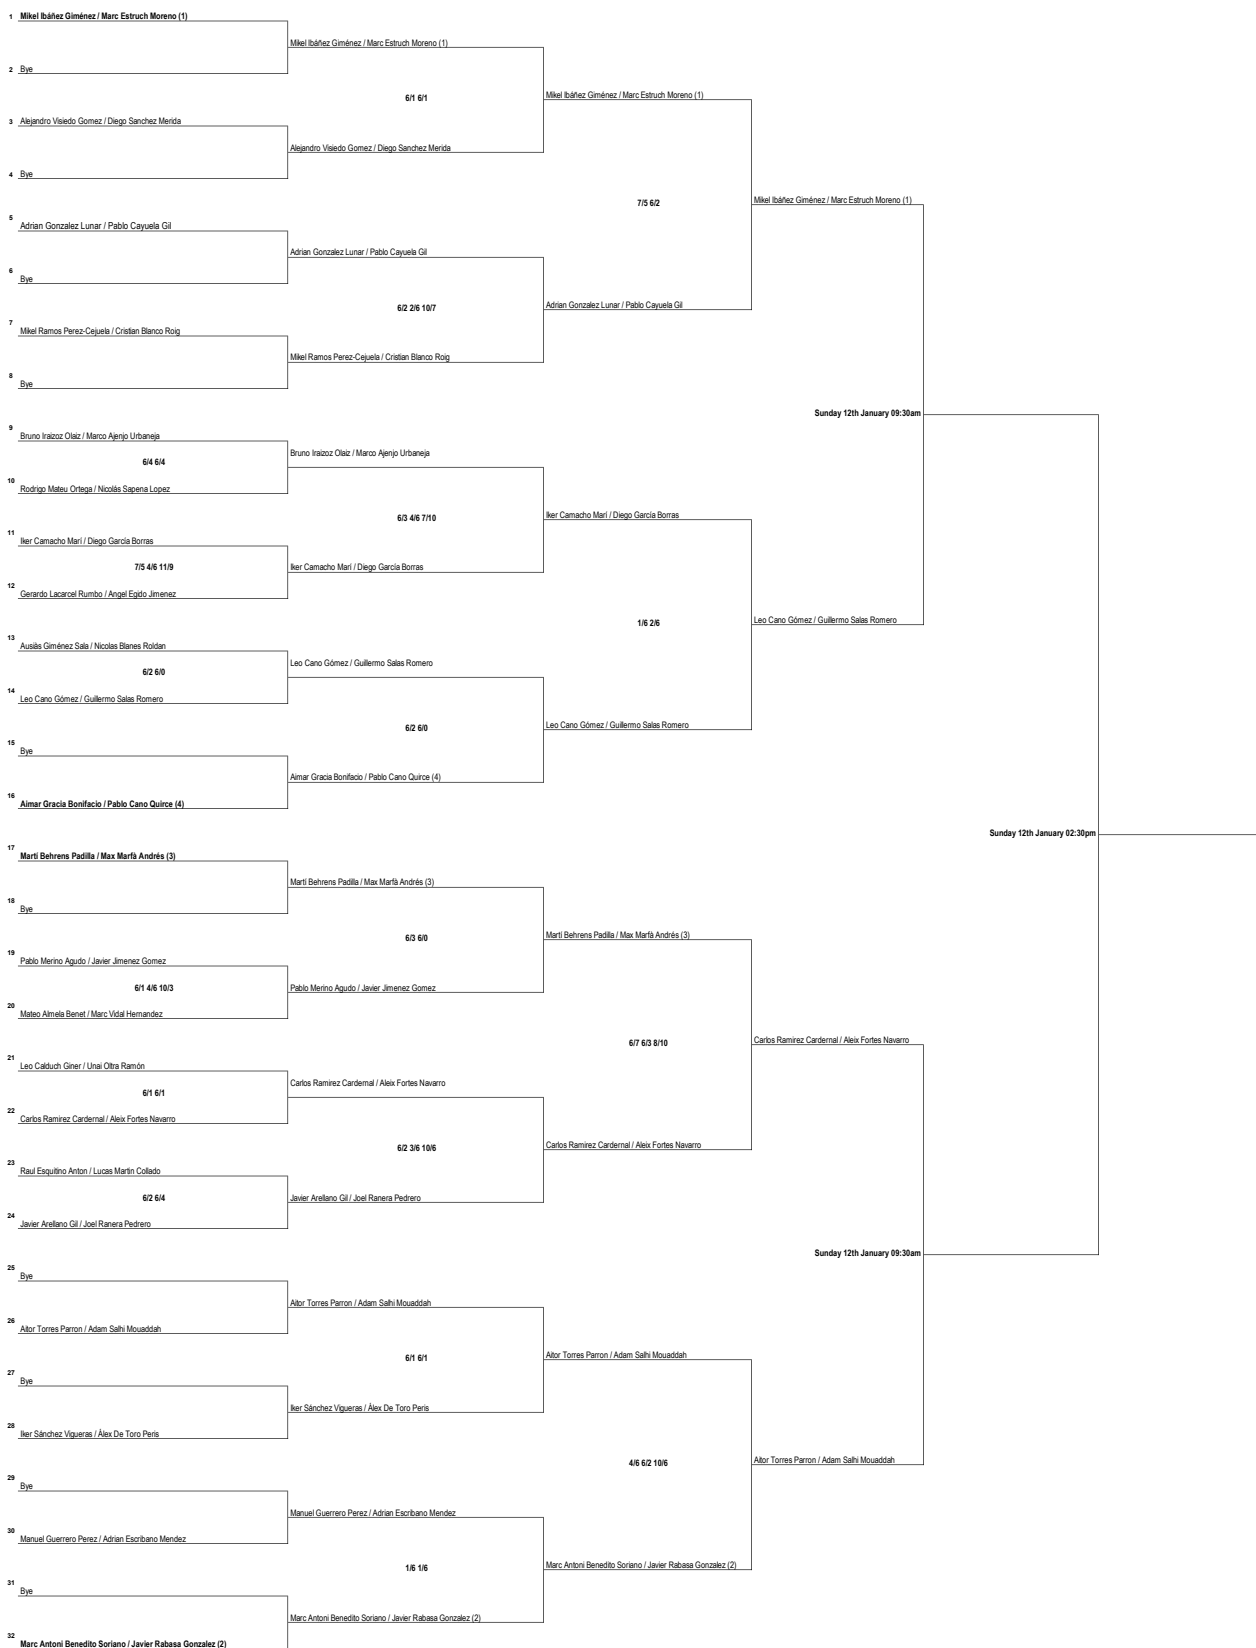 1 Mikel Ibáñez Giménez / Marc Estruch Moreno (1)
Mikel Ibáñez Giménez / Marc Estruch Moreno (1)
2 Bye
6/1 6/1
Mikel Ibáñez Giménez / Marc Estruch Moreno (1)
3 Alejandro Visiedo Gomez / Diego Sanchez Merida
Alejandro Visiedo Gomez / Diego Sanchez Merida
4 Bye
7/5 6/2
Mikel Ibáñez Giménez / Marc Estruch Moreno (1)
5 Adrian Gonzalez Lunar / Pablo Cayuela Gil
Adrian Gonzalez Lunar / Pablo Cayuela Gil
6 Bye
6/2 2/6 10/7
Adrian Gonzalez Lunar / Pablo Cayuela Gil
7 Mikel Ramos Perez-Cejuela / Cristian Blanco Roig
Mikel Ramos Perez-Cejuela / Cristian Blanco Roig
8 Bye
Sunday 12th January 09:30am
9 Bruno Iraizoz Olaiz / Marco Ajenjo Urbaneja
Bruno Iraizoz Olaiz / Marco Ajenjo Urbaneja
6/4 6/4
10 Rodrigo Mateu Ortega / Nicolás Sapena Lopez
6/3 4/6 7/10
Iker Camacho Marí / Diego García Borras
11 Iker Camacho Marí / Diego García Borras
7/5 4/6 11/9
Iker Camacho Marí / Diego García Borras
12 Gerardo Lacarcel Rumbo / Angel Egido Jimenez
1/6 2/6
Leo Cano Gómez / Guillermo Salas Romero
13 Ausiàs Giménez Sala / Nicolas Blanes Roldan
Leo Cano Gómez / Guillermo Salas Romero
6/2 6/0
14 Leo Cano Gómez / Guillermo Salas Romero
6/2 6/0
Leo Cano Gómez / Guillermo Salas Romero
15 Bye
Aimar Gracia Bonifacio / Pablo Cano Quirce (4)
16 Aimar Gracia Bonifacio / Pablo Cano Quirce (4)
Sunday 12th January 02:30pm
17 Martí Behrens Padilla / Max Marfà Andrés (3)
Martí Behrens Padilla / Max Marfà Andrés (3)
18 Bye
6/3 6/0
Martí Behrens Padilla / Max Marfà Andrés (3)
19 Pablo Merino Agudo / Javier Jimenez Gomez
6/1 4/6 10/3
Pablo Merino Agudo / Javier Jimenez Gomez
20 Mateo Almela Benet / Marc Vidal Hernandez
6/7 6/3 8/10
Carlos Ramirez Cardernal / Aleix Fortes Navarro
21 Leo Calduch Giner / Unai Oltra Ramón
Carlos Ramirez Cardernal / Aleix Fortes Navarro
6/1 6/1
22 Carlos Ramirez Cardernal / Aleix Fortes Navarro
6/2 3/6 10/6
Carlos Ramirez Cardernal / Aleix Fortes Navarro
23 Raul Esquitino Anton / Lucas Martin Collado
6/2 6/4
Javier Arellano Gil / Joel Ranera Pedrero
24 Javier Arellano Gil / Joel Ranera Pedrero
Sunday 12th January 09:30am
25 Bye
Aitor Torres Parron / Adam Salhi Mouaddah
26 Aitor Torres Parron / Adam Salhi Mouaddah
6/1 6/1
Aitor Torres Parron / Adam Salhi Mouaddah
27 Bye
Iker Sánchez Vigueras / Álex De Toro Peris
28 Iker Sánchez Vigueras / Álex De Toro Peris
4/6 6/2 10/6
Aitor Torres Parron / Adam Salhi Mouaddah
29 Bye
Manuel Guerrero Perez / Adrian Escribano Mendez
30 Manuel Guerrero Perez / Adrian Escribano Mendez
1/6 1/6
Marc Antoni Benedito Soriano / Javier Rabasa Gonzalez (2)
31 Bye
Marc Antoni Benedito Soriano / Javier Rabasa Gonzalez (2)
32 Marc Antoni Benedito Soriano / Javier Rabasa Gonzalez (2)